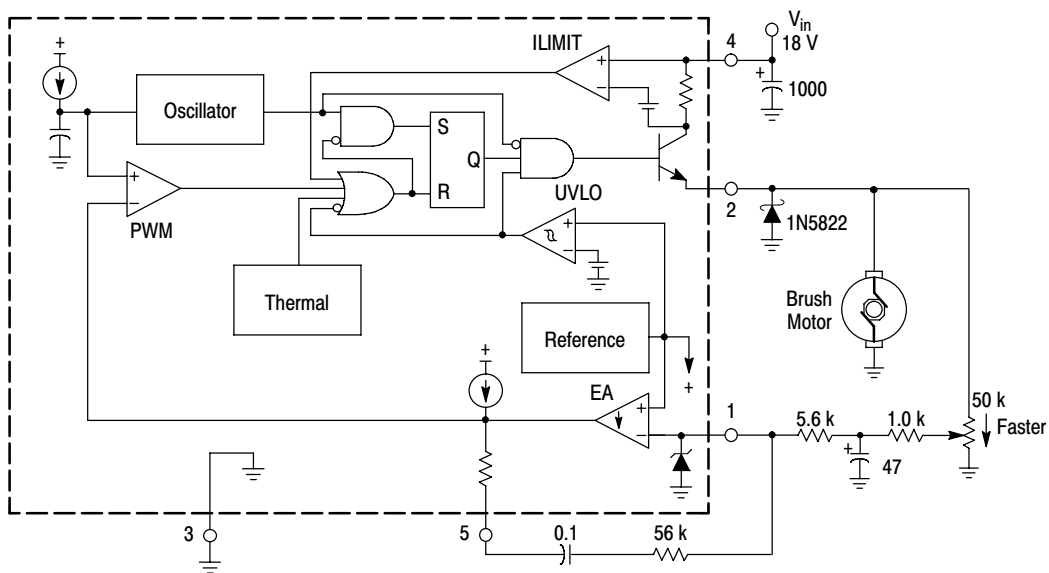 +
Oscillator
+
−
PWM
ILIMIT
+
−
S
Q
R
UVLO
+
−
Thermal
Reference
+
+
EA
+
−
4
Vin
18 V
+
1000
2
1N5822
Brush
Motor
1
5.6 k
1.0 k
50 k
Faster
+
47
3
5
0.1
56 k